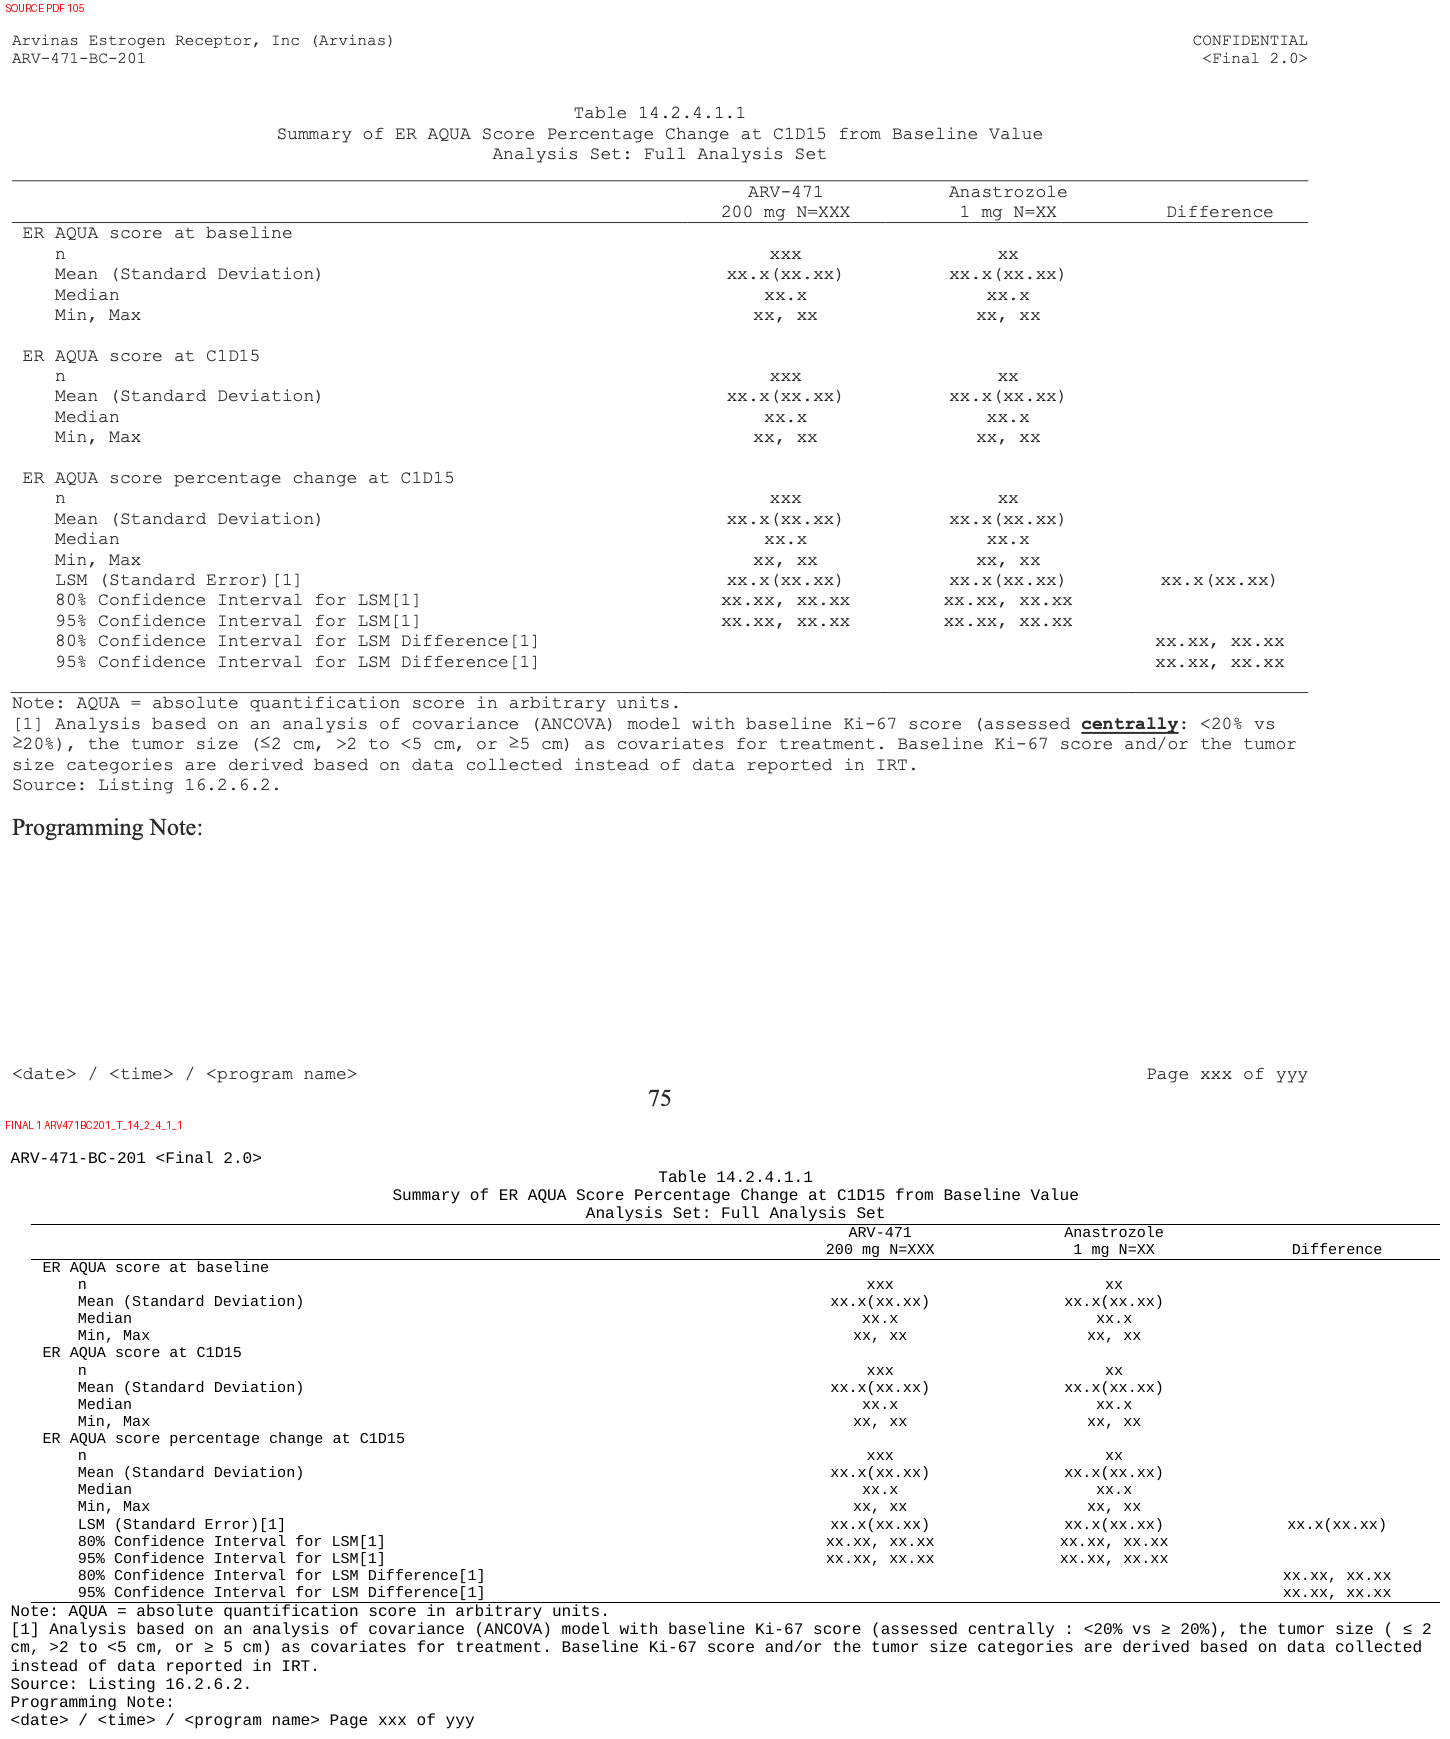 SOURCE PDF 105
Arvinas Estrogen Receptor, Inc (Arvinas) CONFIDENTIAL
ARV-471-BC-201 <Final 2.0>
Table 14.2.4.1.1
Summary of ER AQUA Score Percentage Change at C1D15 from Baseline Value
Analysis Set: Full Analysis Set
ARV-471 Anastrozole
200 mg N=XXX 1 mg N=XX Difference
ER AQUA score at baseline
n xxx xx
Mean (Standard Deviation) xx.x(xx.xx) xx.x(xx.xx)
Median xx.x xx.x
Min, Max xx, xx xx, xx
ER AQUA score at C1D15
n xxx xx
Mean (Standard Deviation) xx.x(xx.xx) xx.x(xx.xx)
Median xx.x xx.x
Min, Max xx, xx xx, xx
ER AQUA score percentage change at C1D15
n xxx xx
Mean (Standard Deviation) xx.x(xx.xx) xx.x(xx.xx)
Median xx.x xx.x
Min, Max xx, xx xx, xx
LSM (Standard Error)[1] xx.x(xx.xx) xx.x(xx.xx) xx.x(xx.xx)
80% Confidence Interval for LSM[1] xx.xx, xx.xx xx.xx, xx.xx
95% Confidence Interval for LSM[1] xx.xx, xx.xx xx.xx, xx.xx
80% Confidence Interval for LSM Difference[1] xx.xx, xx.xx
95% Confidence Interval for LSM Difference[1] xx.xx, xx.xx
Note: AQUA = absolute quantification score in arbitrary units.
[1] Analysis based on an analysis of covariance (ANCOVA) model with baseline Ki-67 score (assessed centrally: <20% vs
≥20%), the tumor size (≤2 cm, >2 to <5 cm, or ≥5 cm) as covariates for treatment. Baseline Ki-67 score and/or the tumor
size categories are derived based on data collected instead of data reported in IRT.
Source: Listing 16.2.6.2.
Programming Note:
<date> / <time> / <program name> Page xxx of yyy
75
FINAL 1 ARV471BC201_T_14_2_4_1_1
ARV-471-BC-201 <Final 2.0>
Table 14.2.4.1.1
Summary of ER AQUA Score Percentage Change at C1D15 from Baseline Value
Analysis Set: Full Analysis Set
ARV-471 Anastrozole
200 mg N=XXX 1 mg N=XX Difference
ER AQUA score at baseline
n xxx xx
Mean (Standard Deviation) xx.x(xx.xx) xx.x(xx.xx)
Median xx.x xx.x
Min, Max xx, xx xx, xx
ER AQUA score at C1D15
n xxx xx
Mean (Standard Deviation) xx.x(xx.xx) xx.x(xx.xx)
Median xx.x xx.x
Min, Max xx, xx xx, xx
ER AQUA score percentage change at C1D15
n xxx xx
Mean (Standard Deviation) xx.x(xx.xx) xx.x(xx.xx)
Median xx.x xx.x
Min, Max xx, xx xx, xx
LSM (Standard Error)[1] xx.x(xx.xx) xx.x(xx.xx) xx.x(xx.xx)
80% Confidence Interval for LSM[1] xx.xx, xx.xx xx.xx, xx.xx
95% Confidence Interval for LSM[1] xx.xx, xx.xx xx.xx, xx.xx
80% Confidence Interval for LSM Difference[1] xx.xx, xx.xx
95% Confidence Interval for LSM Difference[1] xx.xx, xx.xx
Note: AQUA = absolute quantification score in arbitrary units.
[1] Analysis based on an analysis of covariance (ANCOVA) model with baseline Ki-67 score (assessed centrally : <20% vs ≥ 20%), the tumor size ( ≤ 2
cm, >2 to <5 cm, or ≥ 5 cm) as covariates for treatment. Baseline Ki-67 score and/or the tumor size categories are derived based on data collected
instead of data reported in IRT.
Source: Listing 16.2.6.2.
Programming Note:
<date> / <time> / <program name> Page xxx of yyy